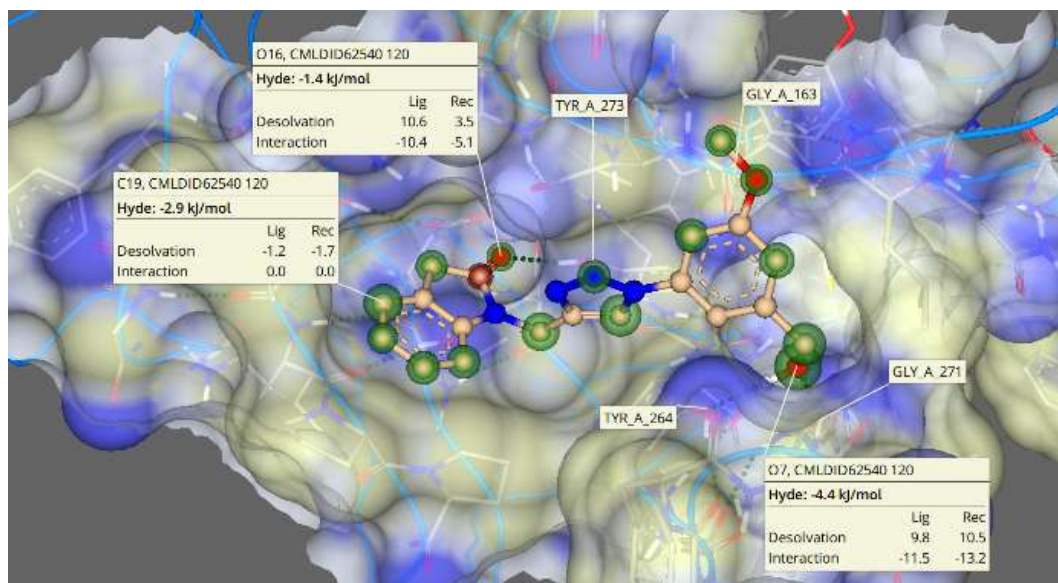 O16, CMLDID62540 120
Hyde: -1.4 kJ/mol
Lig Rec
Desolvation 10.6 3.5
Interaction -10.4 -5.1
TYR_A_273
GLY_A_163
C19, CMLDID62540 120
Hyde: -2.9 kJ/mol
Lig Rec
Desolvation -1.2 -1.7
Interaction 0.0 0.0
GLY_A_271
TYR_A_264
O7, CMLDID62540 120
Hyde: -4.4 kJ/mol
Lig Rec
Desolvation 9.8 10.5
Interaction -11.5 -13.2